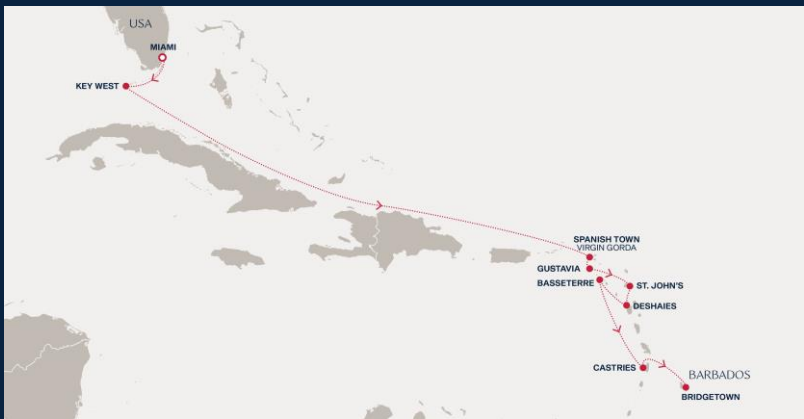 USA
MIAMI
KEY WEST
SPANISH TOWN
VIRGIN GORDA
GUSTAVIA
BASSETERRE
ST. JOHN'S
DESHAIES
CASTRIES
BARBADOS
BRIDGETOWN